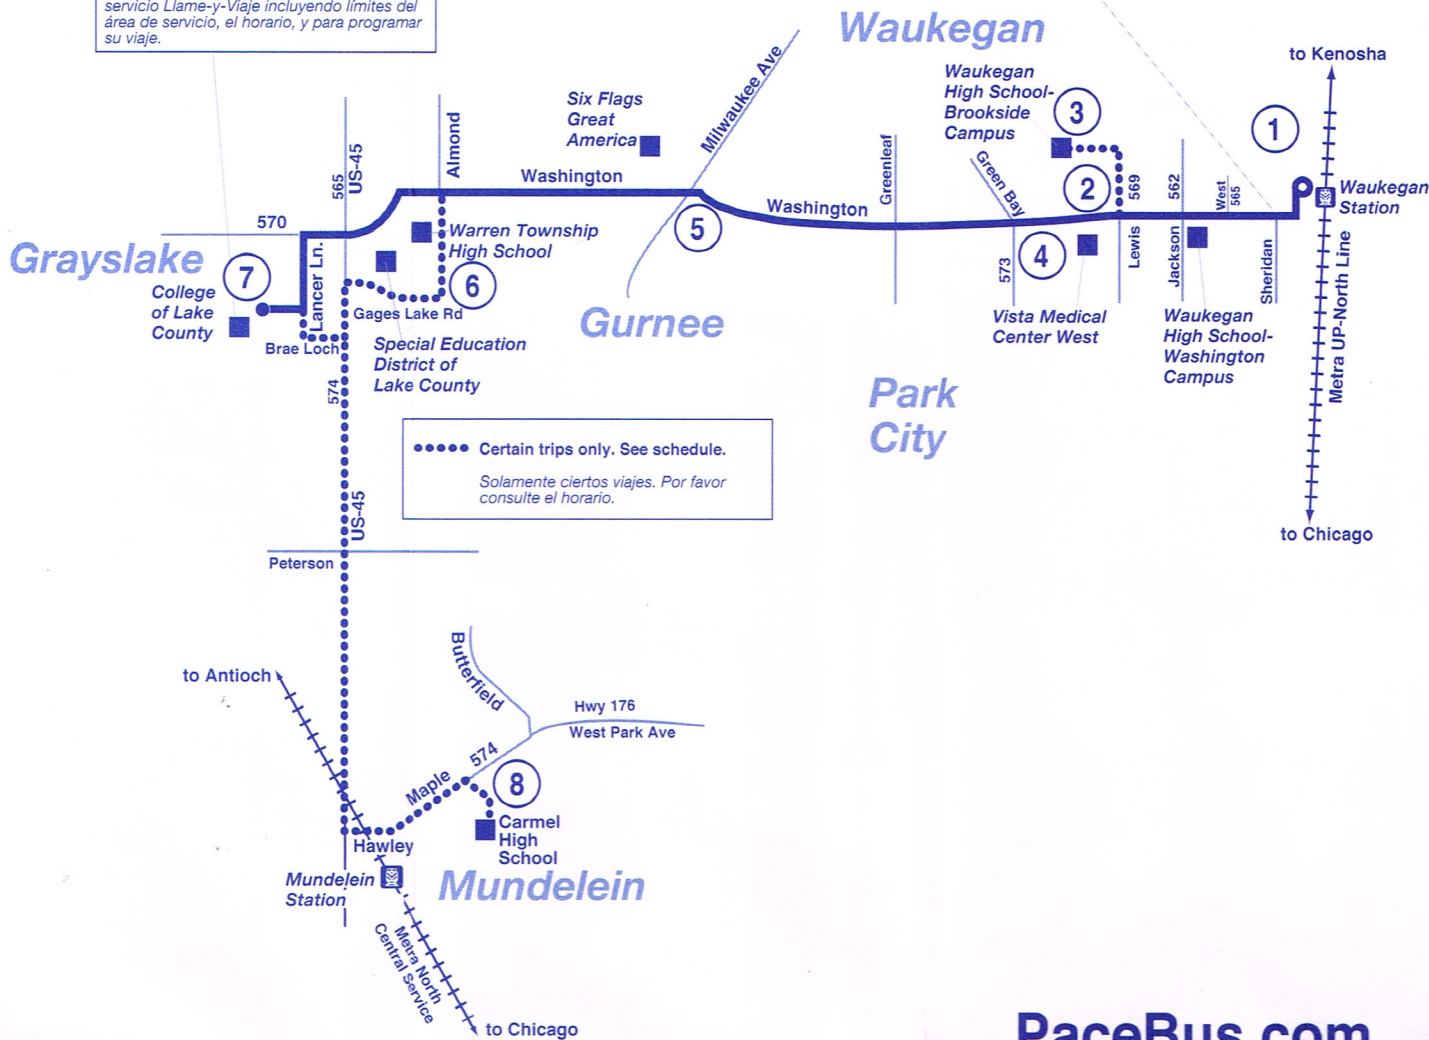 servicio Llame-y-Viaje incluyendo límites del
área de servicio, el horario, y para programar
su viaje.
Waukegan
to Kenosha
Waukegan
High School-
Brookside
Campus
3
1
Six Flags
Great
America
Milwaukee Ave
Almond
US-45
565
Washington
Greenleaf
Green Bay
2
569
562
West
565
Waukegan
Station
570
Washington
5
Warren Township
High School
Grayslake
7
6
4
573
Lewis
Jackson
Sheridan
College
of Lake
County
Lancer Ln.
Gages Lake Rd
Gurnee
Vista Medical
Center West
Waukegan
High School-
Washington
Campus
Metra UP-North Line
Brae Loch
Special Education
District of
Lake County
574
Park
City
Certain trips only. See schedule.
Solamente ciertos viajes. Por favor
consulte el horario.
US-45
to Chicago
Peterson
Butterfield
to Antioch
Hwy 176
West Park Ave
574
Maple
8
Carmel
High
School
Hawley
Mundelein
Station
Mundelein
Metra North
Central Service
to Chicago
PaceBus.com